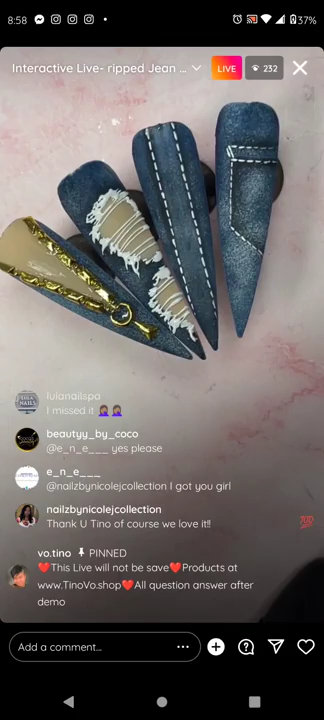 8:58
37%
Interactive Live- ripped Jean ...
LIVE
232
lulanailspa
I missed it 🤦🏽‍♀️🤦🏽‍♀️
beautyy_by_coco
@e_n_e___ yes please
e_n_e___
@nailzbynicolejcollection I got you girl
nailzbynicolejcollection
Thank U Tino of course we love it!!
💯
vo.tino 📌 PINNED
❤️This Live will not be save❤️Products at
www.TinoVo.shop❤️All question answer after
demo
Add a comment...